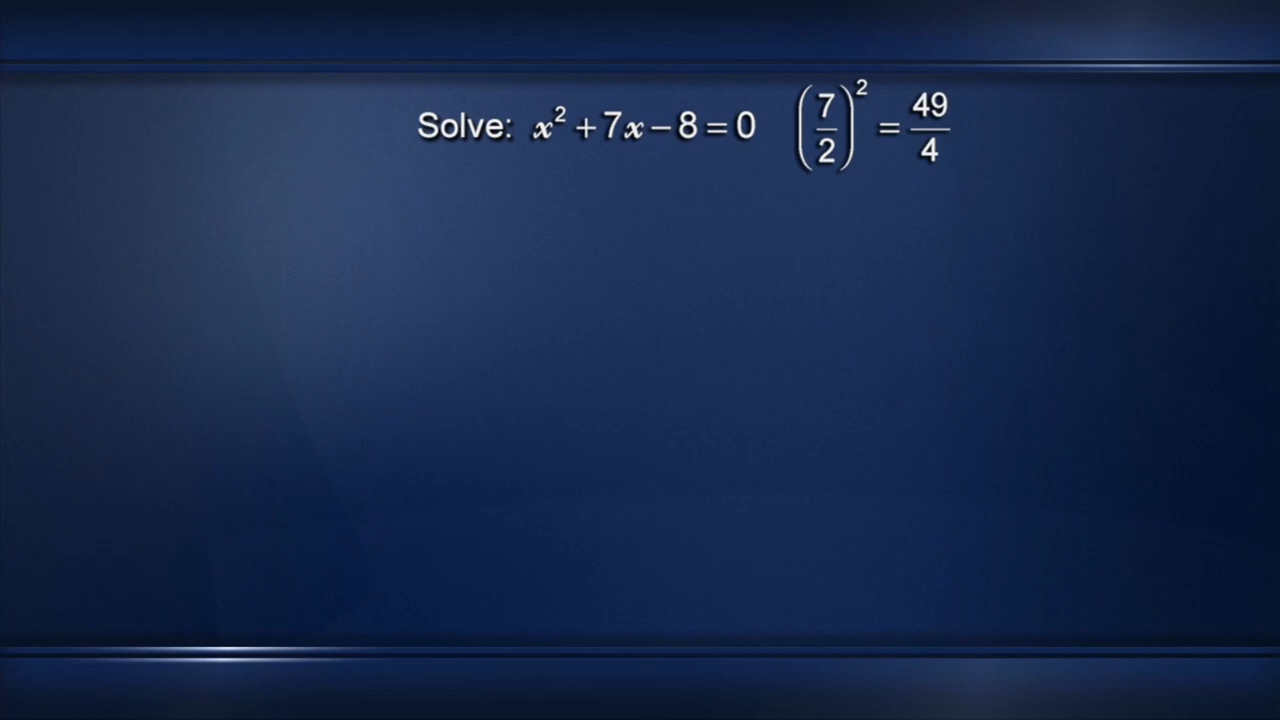 Solve: x² + 7x − 8 = 0 (7/2)² = 49/4